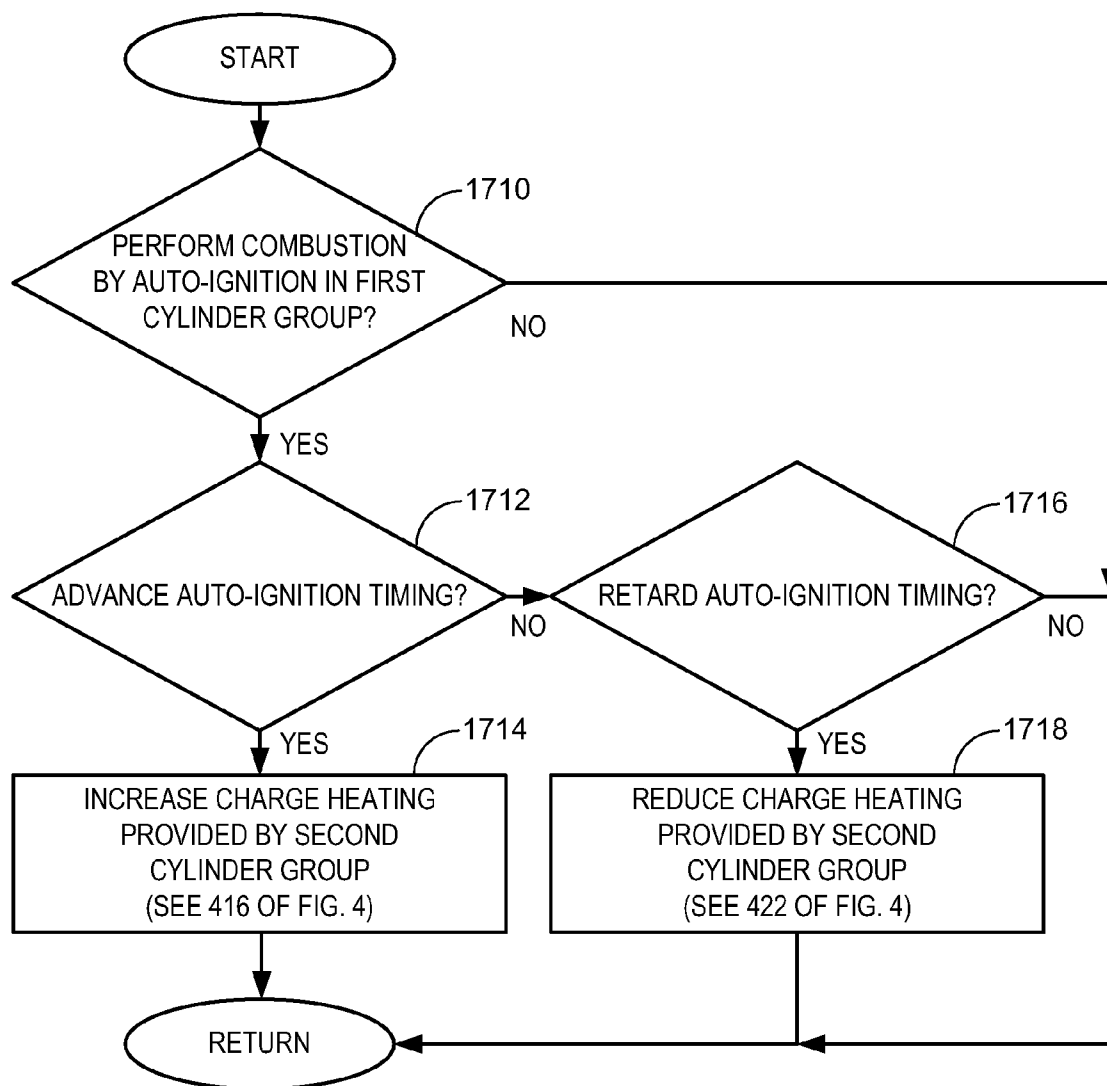 START
1710
PERFORM COMBUSTION
BY AUTO-IGNITION IN FIRST
CYLINDER GROUP?
NO
YES
1712
1716
ADVANCE AUTO-IGNITION TIMING?
RETARD AUTO-IGNITION TIMING?
NO
NO
YES
YES
1714
1718
INCREASE CHARGE HEATING
PROVIDED BY SECOND
CYLINDER GROUP
(SEE 416 OF FIG. 4)
REDUCE CHARGE HEATING
PROVIDED BY SECOND
CYLINDER GROUP
(SEE 422 OF FIG. 4)
RETURN